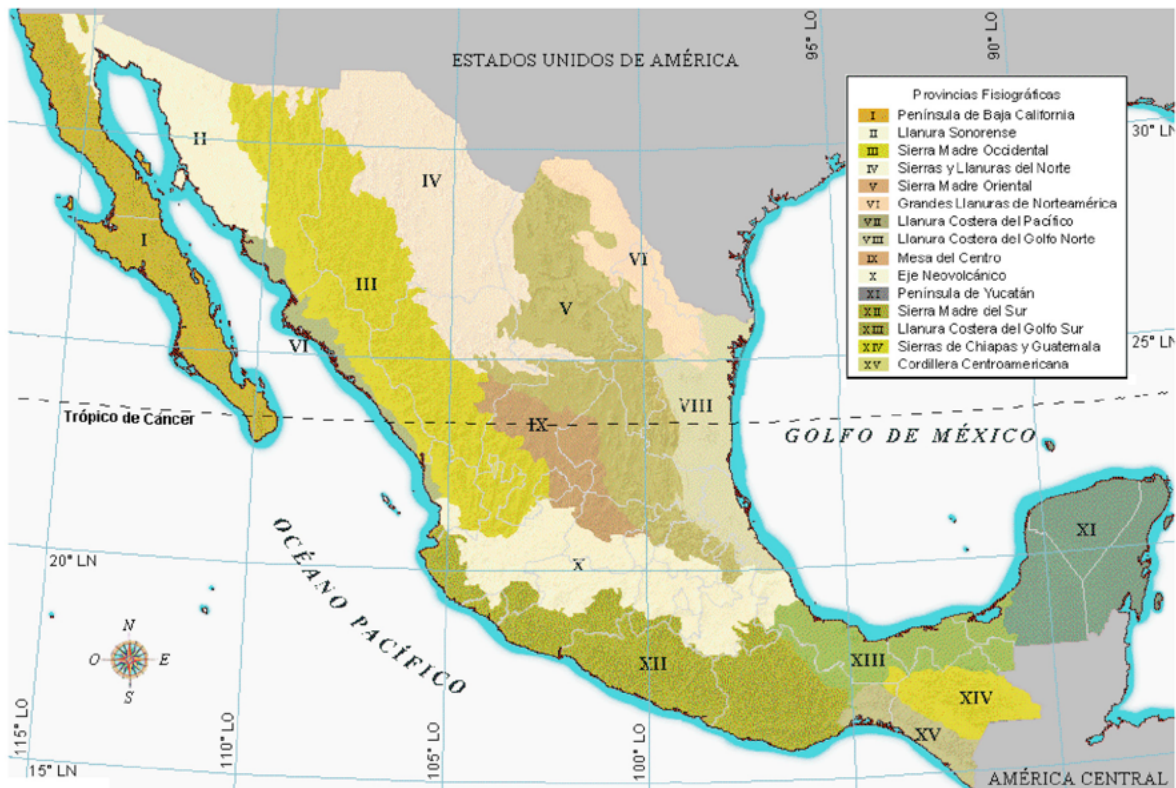 95° LO
90° LO
ESTADOS UNIDOS DE AMÉRICA
Provincias Fisiográficas
I Península de Baja California
II Llanura Sonorense
III Sierra Madre Occidental
IV Sierras y Llanuras del Norte
V Sierra Madre Oriental
VI Grandes Llanuras de Norteamérica
VII Llanura Costera del Pacífico
VIII Llanura Costera del Golfo Norte
IX Mesa del Centro
X Eje Neovolcánico
XI Península de Yucatán
XII Sierra Madre del Sur
XIII Llanura Costera del Golfo Sur
XIV Sierras de Chiapas y Guatemala
XV Cordillera Centroamericana
30° LN
II
IV
I
VI
III
V
VI
25° LN
Trópico de Cáncer
VIII
IX
GOLFO DE MÉXICO
XI
20° LN
X
OCÉANO PACÍFICO
N
O
E
S
XII
XIII
XIV
XV
115° LO
110° LO
105° LO
100° LO
15° LN
AMÉRICA CENTRAL